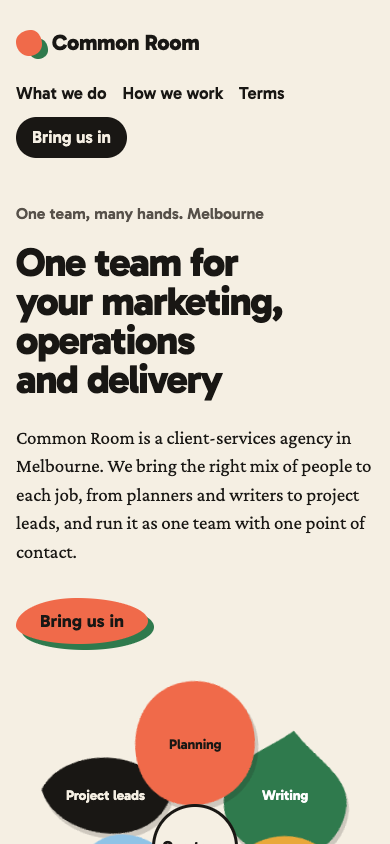 Common Room
What we do How we work Terms
Bring us in
One team, many hands. Melbourne
One team for
your marketing,
operations
and delivery
Common Room is a client-services agency in
Melbourne. We bring the right mix of people to
each job, from planners and writers to project
leads, and run it as one team with one point of
contact.
Bring us in
Planning
Project leads
Writing